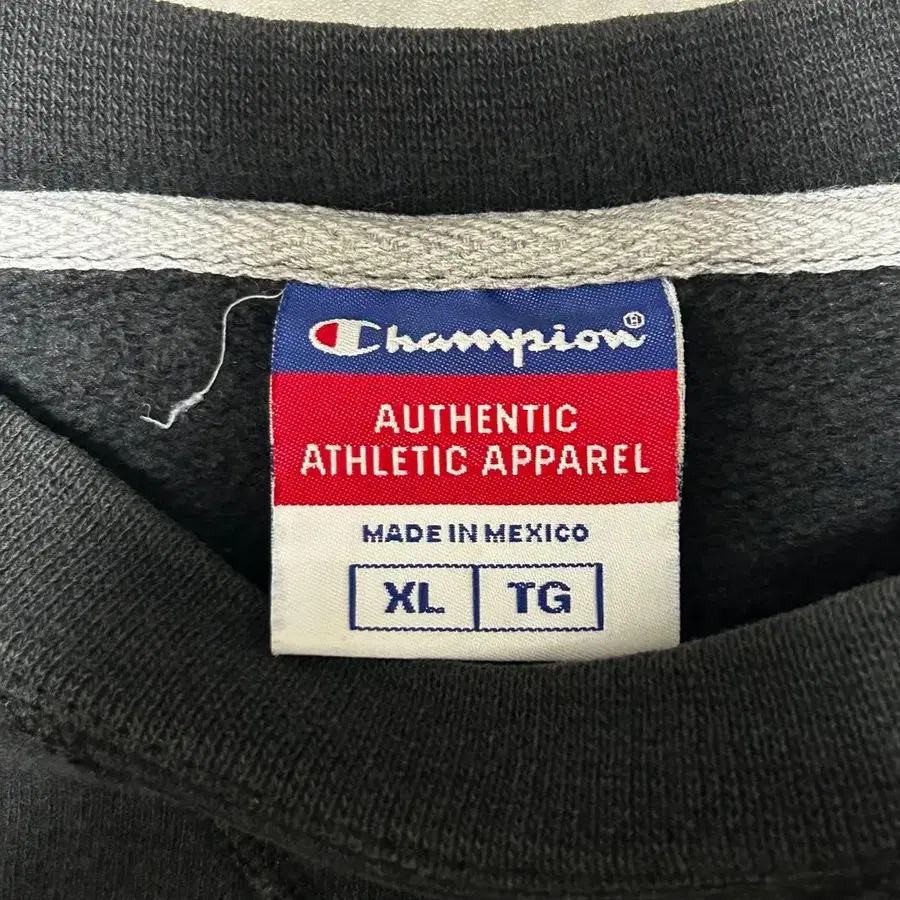 Champion®
AUTHENTIC
ATHLETIC APPAREL
MADE IN MEXICO
XL TG